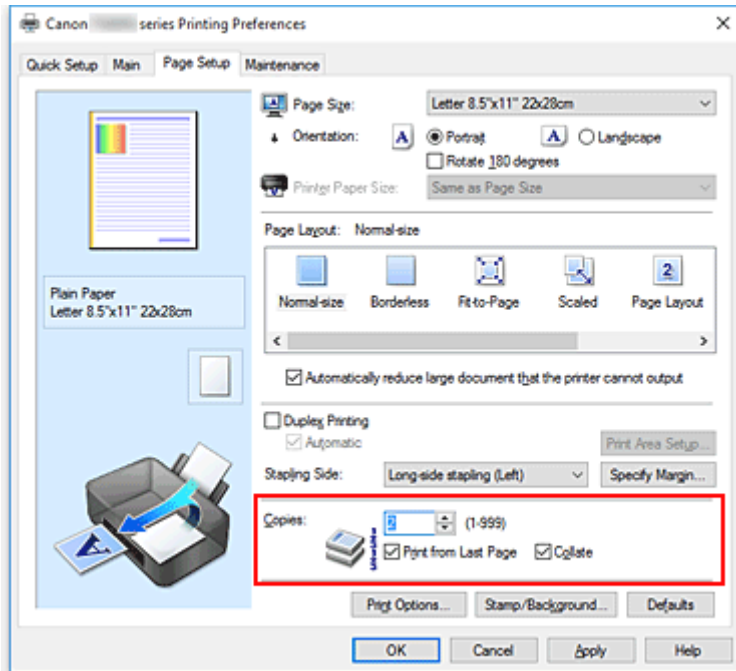 Canon series Printing Preferences
Quick Setup Main Page Setup Maintenance
Page Size: Letter 8.5"x11" 22x28cm
Orientation: A Portrait A Landscape
Rotate 180 degrees
Printer Paper Size: Same as Page Size
Page Layout: Normal-size
2
Normal-size Borderless Fit-to-Page Scaled Page Layout
Automatically reduce large document that the printer cannot output
Plain Paper
Letter 8.5"x11" 22x28cm
Duplex Printing
Automatic
Print Area Setup...
Stapling Side: Long-side stapling (Left) Specify Margin...
Copies: 2 (1-999)
Print from Last Page Collate
A
Print Options... Stamp/Background... Defaults
OK Cancel Apply Help